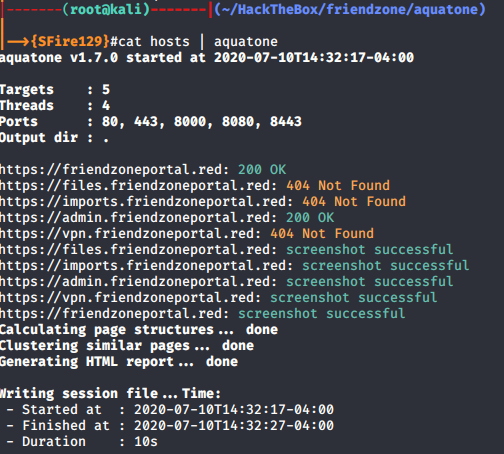 |-------(root@kali)-------|(~/HackTheBox/friendzone/aquatone)
|-->{SFire129}#cat hosts | aquatone
aquatone v1.7.0 started at 2020-07-10T14:32:17-04:00
Targets    : 5
Threads    : 4
Ports      : 80, 443, 8000, 8080, 8443
Output dir : .
https://friendzoneportal.red: 200 OK
https://files.friendzoneportal.red: 404 Not Found
https://imports.friendzoneportal.red: 404 Not Found
https://admin.friendzoneportal.red: 200 OK
https://vpn.friendzoneportal.red: 404 Not Found
https://files.friendzoneportal.red: screenshot successful
https://imports.friendzoneportal.red: screenshot successful
https://admin.friendzoneportal.red: screenshot successful
https://vpn.friendzoneportal.red: screenshot successful
https://friendzoneportal.red: screenshot successful
Calculating page structures... done
Clustering similar pages... done
Generating HTML report... done
Writing session file...Time:
 - Started at  : 2020-07-10T14:32:17-04:00
 - Finished at : 2020-07-10T14:32:27-04:00
 - Duration    : 10s